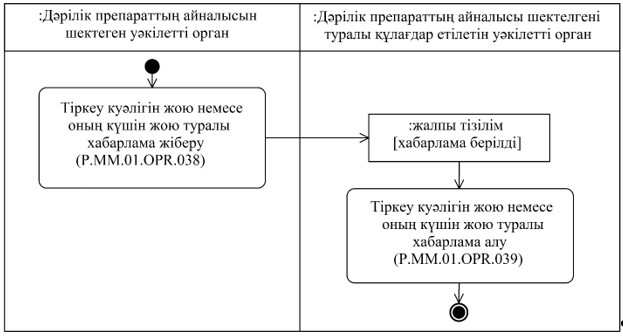 :Дәрілік препараттың айналысын
шектеген уәкілетті орган
:Дәрілік препараттың айналысы шектелгені
туралы құлағдар етілетін уәкілетті орган
Тіркеу куәлігін жою немесе
оның күшін жою туралы
хабарлама жіберу
(P.MM.01.OPR.038)
:жалпы тізілім
[хабарлама берілді]
Тіркеу куәлігін жою немесе
оның күшін жою туралы
хабарлама алу
(P.MM.01.OPR.039)